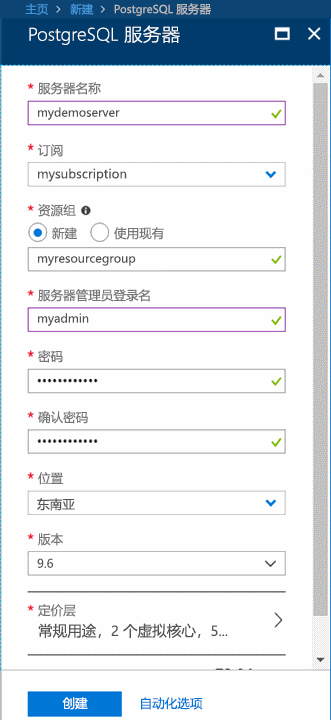 主页 > 新建 > PostgreSQL 服务器
PostgreSQL 服务器
* 服务器名称
mydemoserver
* 订阅
mysubscription
* 资源组
新建 使用现有
myresourcegroup
* 服务器管理员登录名
myadmin
* 密码
••••••••••••
* 确认密码
••••••••••••
* 位置
东南亚
* 版本
9.6
* 定价层
常规用途，2 个虚拟核心，5...
创建 自动化选项